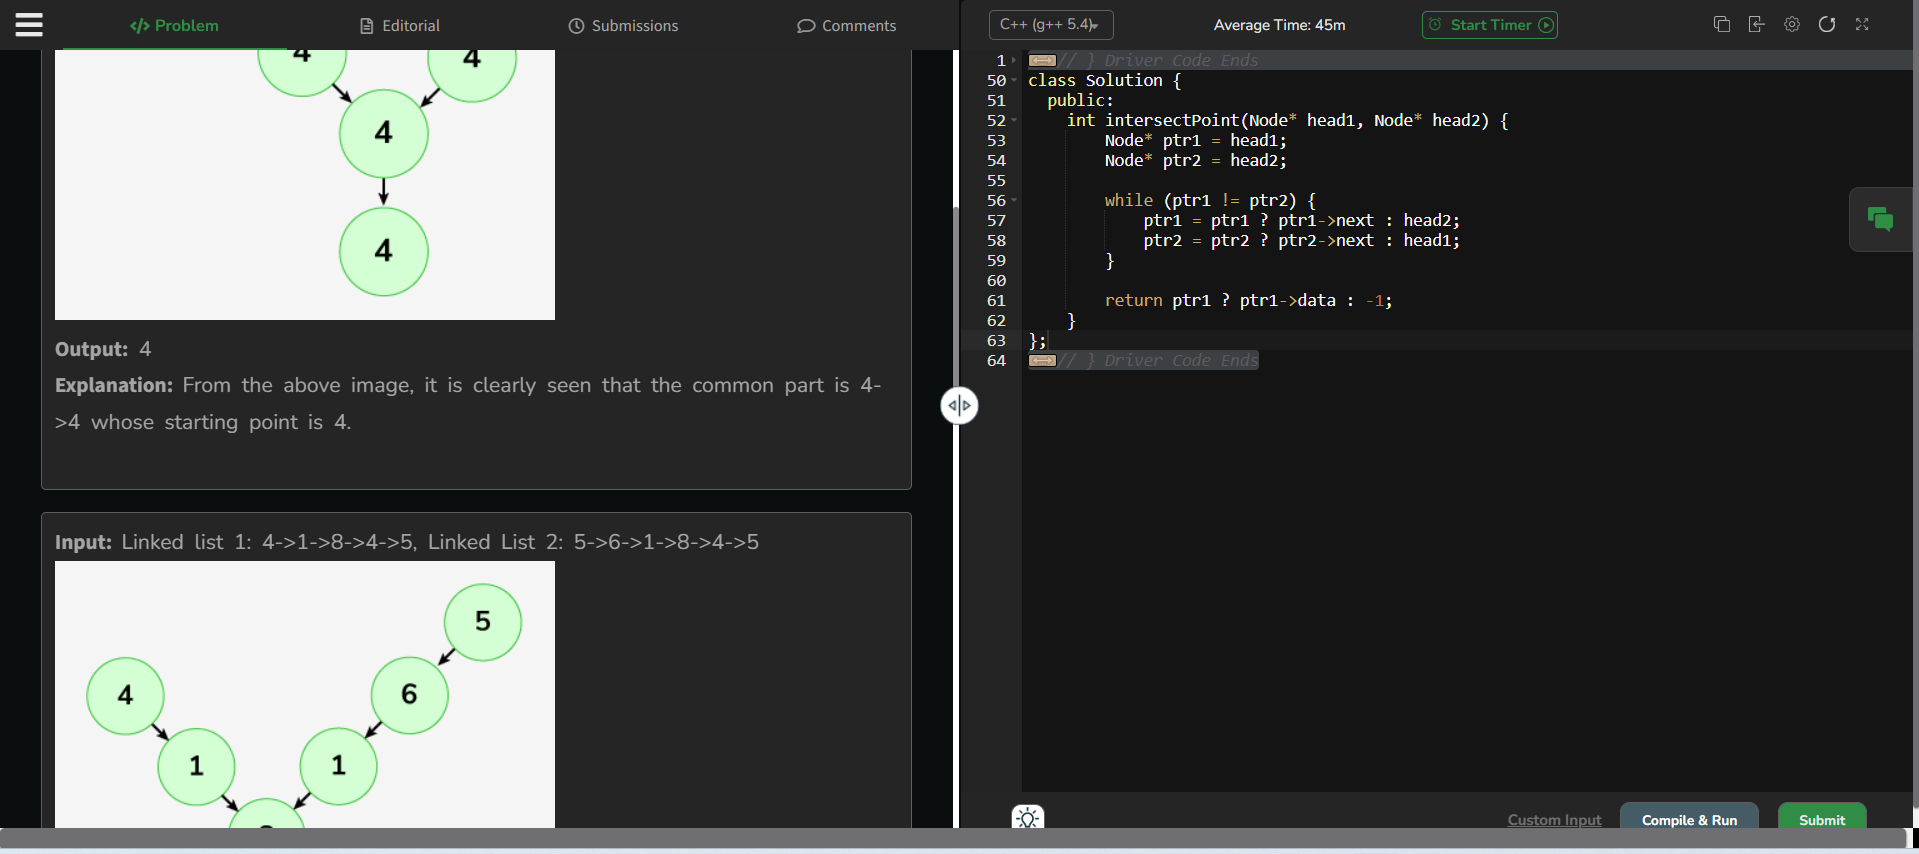 Problem
Editorial
Submissions
Comments
4
4
4
4
Output: 4
Explanation: From the above image, it is clearly seen that the common part is 4-
>4 whose starting point is 4.
Input: Linked list 1: 4->1->8->4->5, Linked List 2: 5->6->1->8->4->5
5
4
6
1
1
C++ (g++ 5.4)
Average Time: 45m
Start Timer
1 // } Driver Code Ends
50 class Solution {
51 public:
52 int intersectPoint(Node* head1, Node* head2) {
53 Node* ptr1 = head1;
54 Node* ptr2 = head2;
55
56 while (ptr1 != ptr2) {
57 ptr1 = ptr1 ? ptr1->next : head2;
58 ptr2 = ptr2 ? ptr2->next : head1;
59 }
60
61 return ptr1 ? ptr1->data : -1;
62 }
63 };
64 // } Driver Code Ends
Custom Input
Compile & Run
Submit